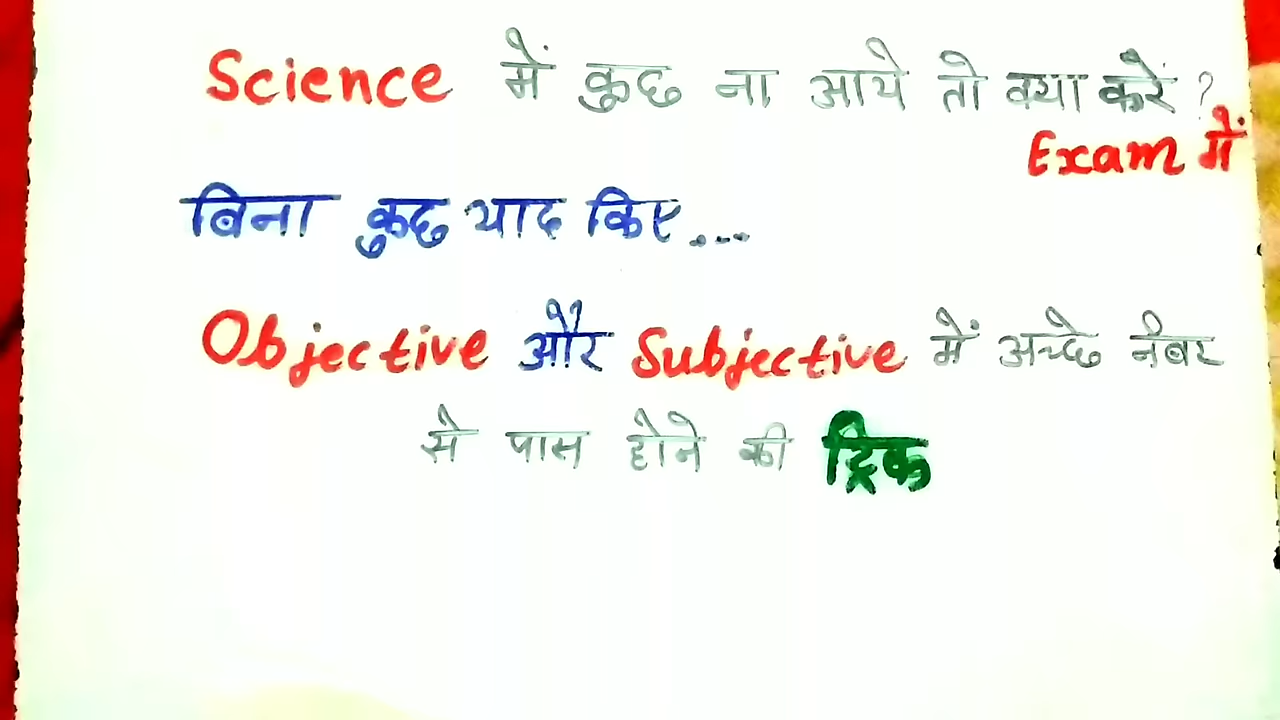 Science में कुछ ना आये तो क्या करें ?
Exam में
बिना कुछ याद किए....
Objective और Subjective में अच्छे नंबर
से पास होने की ट्रिक